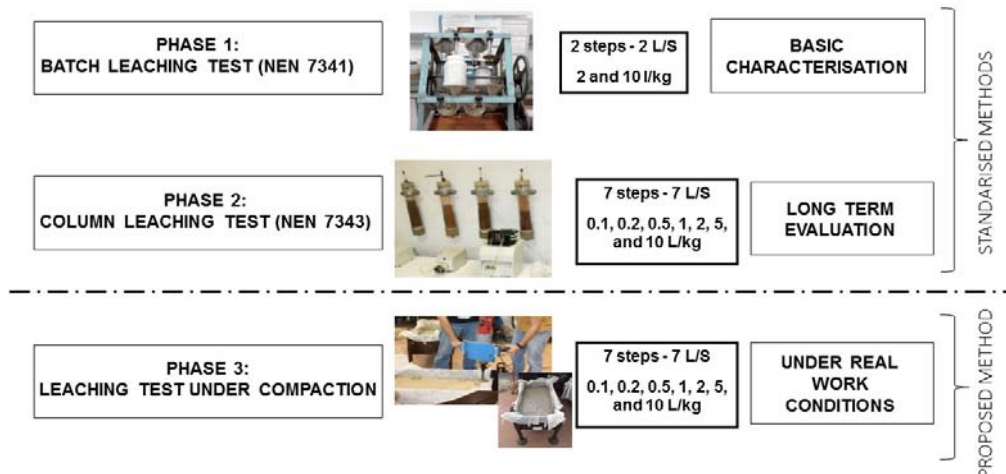 PHASE 1:
BATCH LEACHING TEST (NEN 7341)
2 steps - 2 L/S
2 and 10 l/kg
BASIC
CHARACTERISATION
PHASE 2:
COLUMN LEACHING TEST (NEN 7343)
7 steps - 7 L/S
0.1, 0.2, 0.5, 1, 2, 5,
and 10 L/kg
LONG TERM
EVALUATION
STANDARISED METHODS
PHASE 3:
LEACHING TEST UNDER COMPACTION
7 steps - 7 L/S
0.1, 0.2, 0.5, 1, 2, 5,
and 10 L/kg
UNDER REAL
WORK
CONDITIONS
PROPOSED METHOD